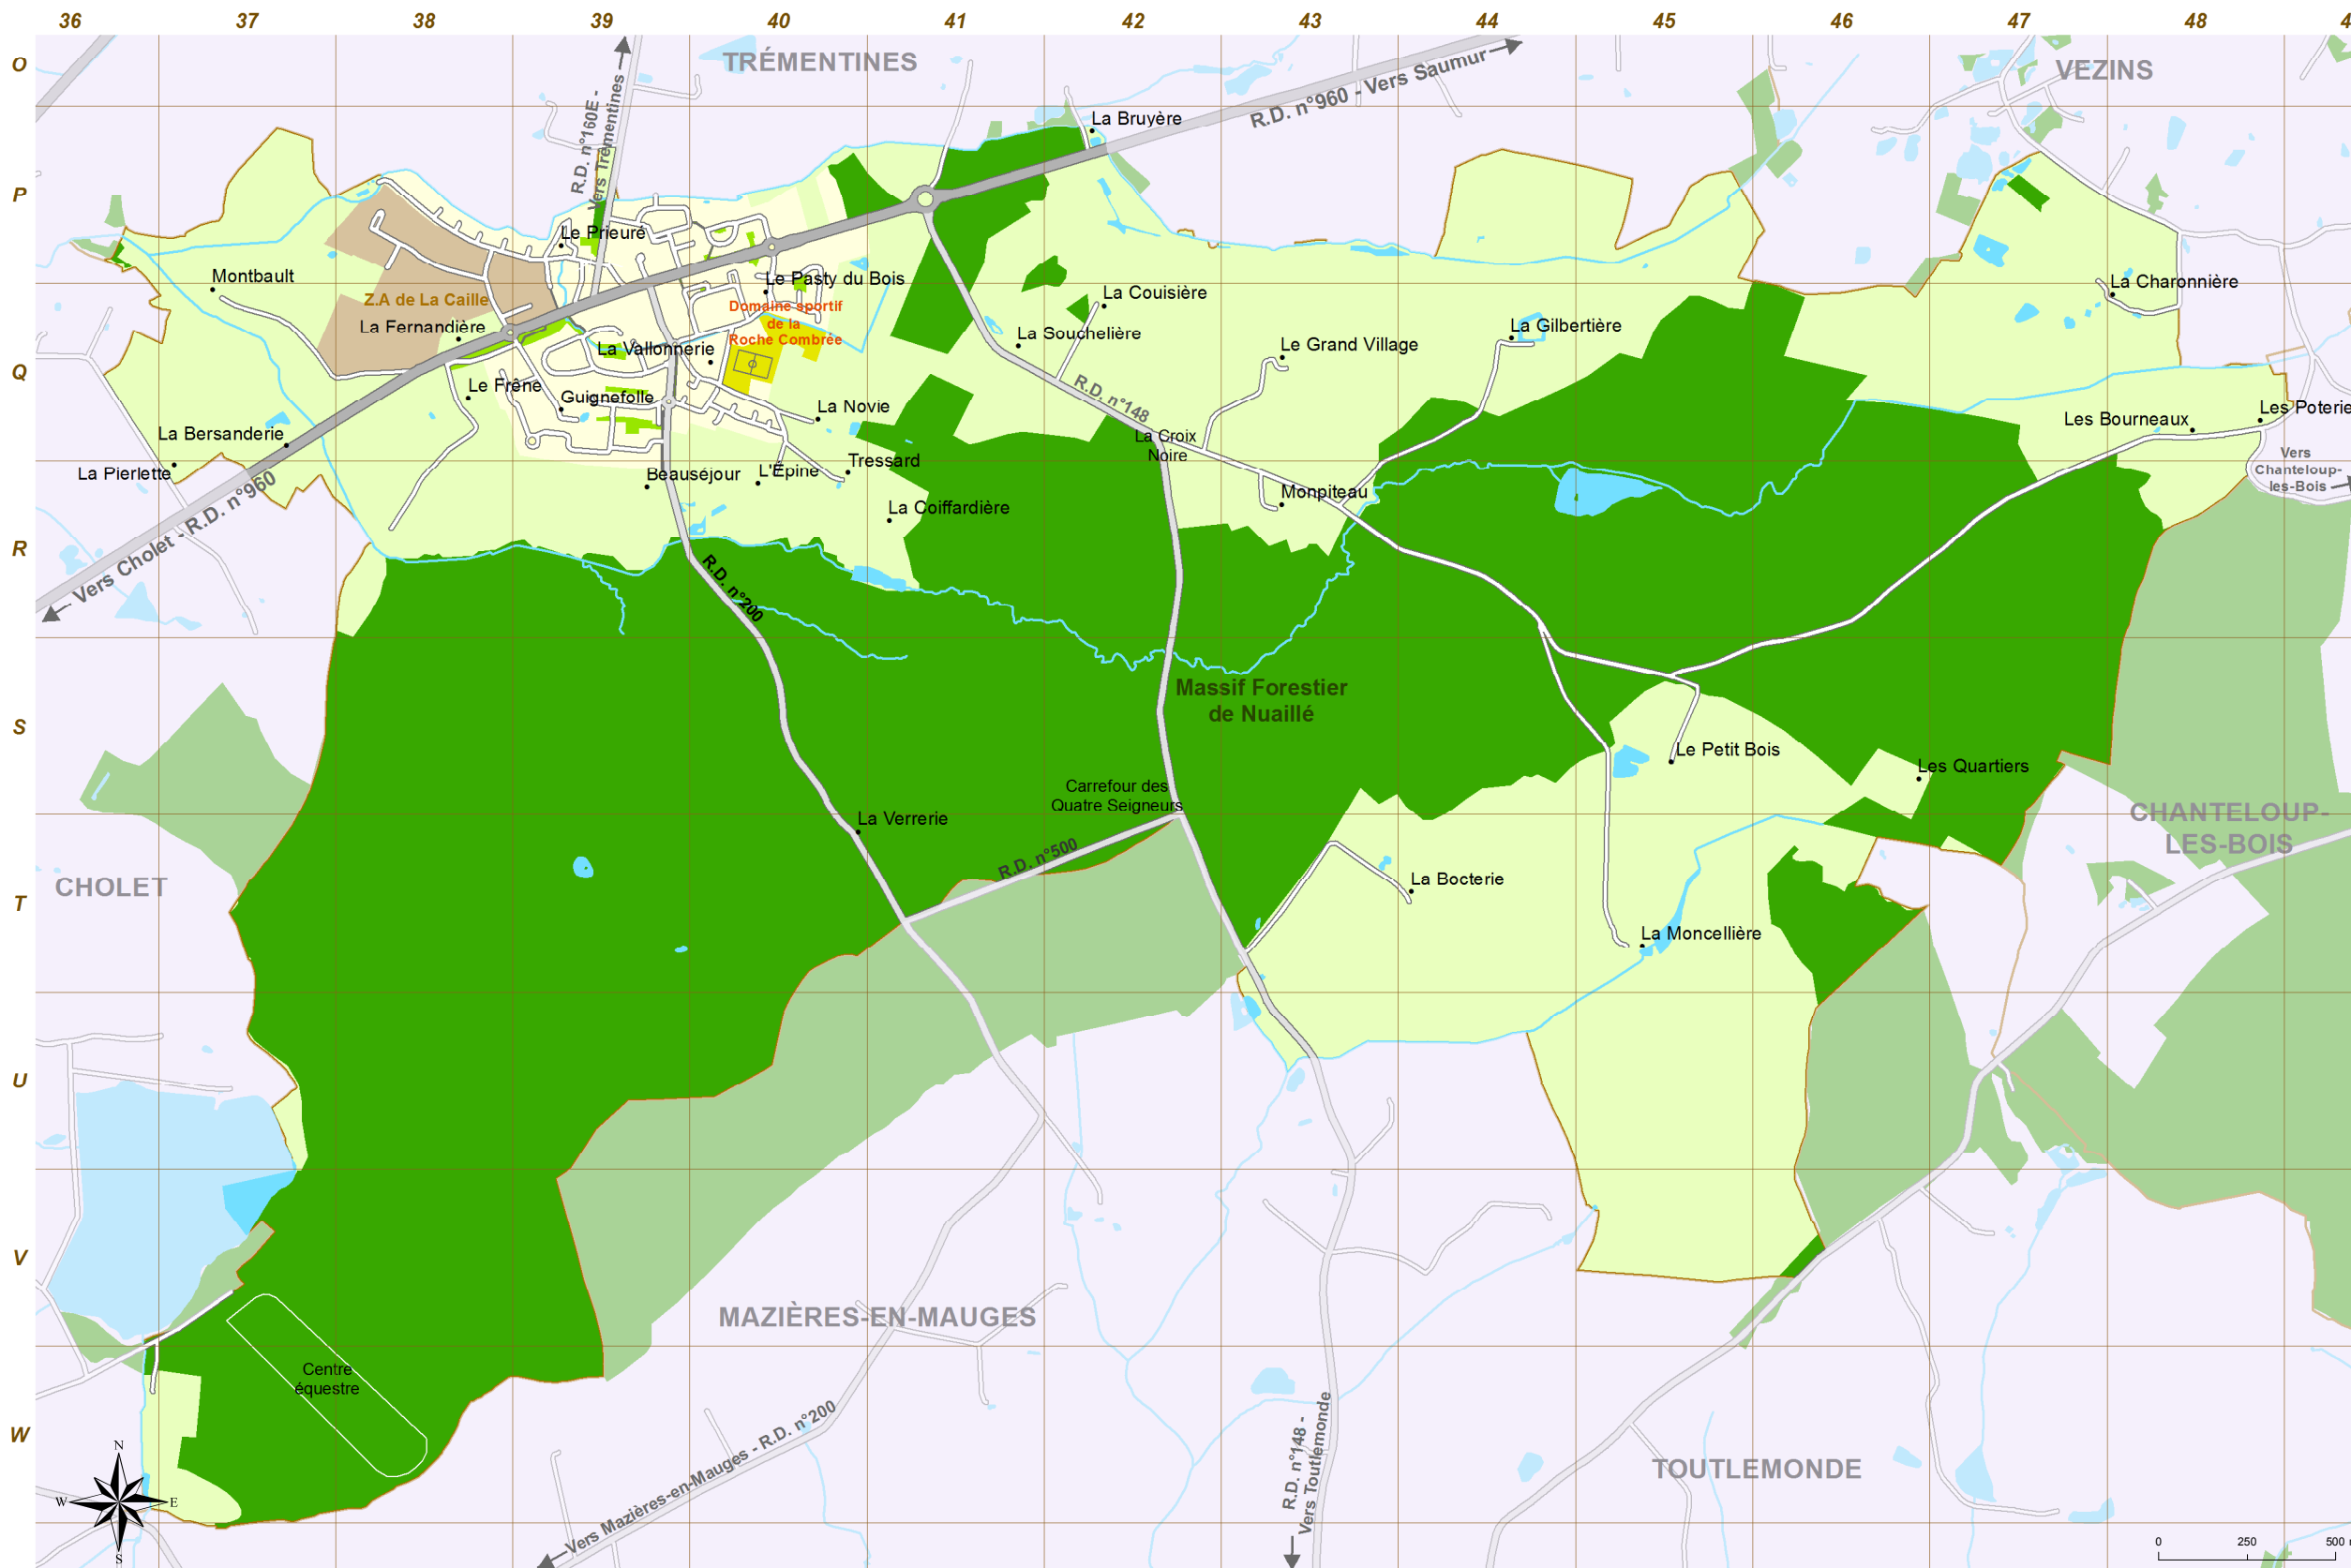 36 37 38 39 40 41 42 43 44 45 46 47 48
O
P
Q
R
S
T
U
V
W
TRÉMENTINES
VEZINS
R.D. n°160E -
Vers Trémentines
R.D. n°960 - Vers Saumur
La Bruyère
Le Prieuré
Montbault
Le Pasty du Bois
Z.A de La Caille
La Fernandière
Domaine sportif
de la
Roche Combrée
La Vallonnerie
La Couisière
La Souchelière
Le Grand Village
La Gilbertière
La Charonnière
Le Frêne
Guignefolle
La Novie
R.D. n°148
La Croix
Noire
La Bersanderie
La Pierlette
Les Bourneaux
Les Poterie
Vers
Chanteloup-
les-Bois
Beauséjour
L'Épine
Tressard
La Coiffardière
Monpiteau
Vers Cholet - R.D. n°960
R.D. n°200
Massif Forestier
de Nuaillé
Le Petit Bois
Les Quartiers
Carrefour des
Quatre Seigneurs
La Verrerie
R.D. n°500
CHANTELOUP-
LES-BOIS
CHOLET
La Bocterie
La Moncellière
MAZIÈRES-EN-MAUGES
Centre
équestre
Vers Mazières-en-Mauges - R.D. n°200
R.D. n°148 -
Vers Toutlemonde
TOUTLEMONDE
N
W E
S
0 250 500